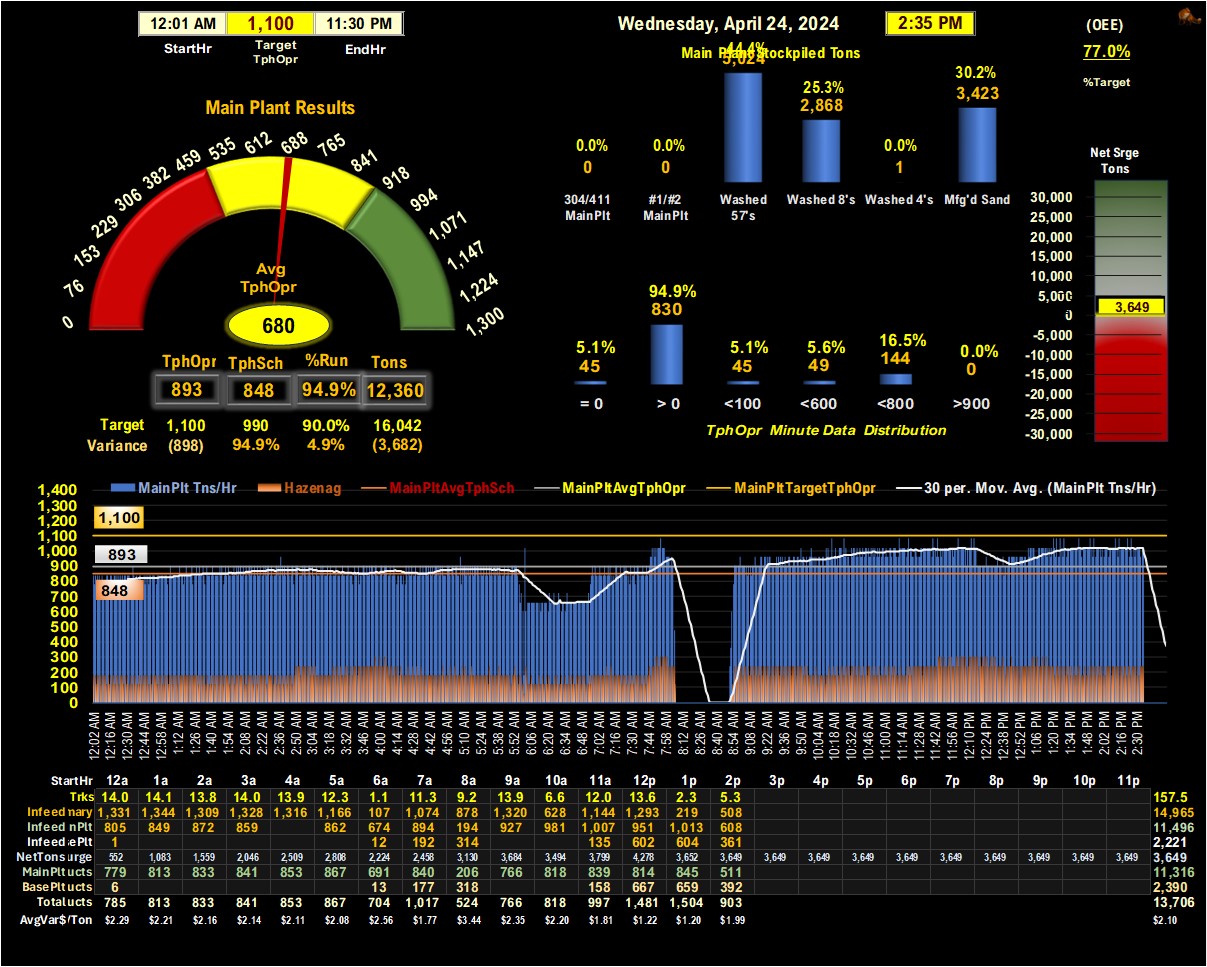 12:01 AM 1,100 11:30 PM
StartHr Target TphOpr EndHr
Wednesday, April 24, 2024 2:35 PM
(OEE)
77.0%
%Target
Main Plant Results
0 76 153 229 306 382 459 535 612 688 765 841 918 994 1,071 1,147 1,224 1,300
Avg
TphOpr
680
TphOpr TphSch %Run Tons
893 848 94.9% 12,360
Target 1,100 990 90.0% 16,042
Variance (898) 94.9% 4.9% (3,682)
Main Plant Stockpiled Tons
0.0% 0.0% 44.4% 25.3% 0.0% 30.2%
0 0 5,024 2,868 1 3,423
304/411 #1/#2 Washed Washed 8's Washed 4's Mfg'd Sand
MainPlt MainPlt 57's
5.1% 94.9% 5.1% 5.6% 16.5% 0.0%
45 830 45 49 144 0
= 0 > 0 <100 <600 <800 >900
TphOpr Minute Data Distribution
Net Srge
Tons
30,000
25,000
20,000
15,000
10,000
5,000
3,649
0
-5,000
-10,000
-15,000
-20,000
-25,000
-30,000
MainPlt Tns/Hr Hazenag MainPltAvgTphSch MainPltAvgTphOpr MainPltTargetTphOpr 30 per. Mov. Avg. (MainPlt Tns/Hr)
1,400
1,300
1,200
1,100
1,000
900
800
700
600
500
400
300
200
100
0
1,100
893
848
12:02 AM 12:16 AM 12:30 AM 12:44 AM 12:58 AM 1:12 AM 1:26 AM 1:40 AM 1:54 AM 2:08 AM 2:22 AM 2:36 AM 2:50 AM 3:04 AM 3:18 AM 3:32 AM 3:46 AM 4:00 AM 4:14 AM 4:28 AM 4:42 AM 4:56 AM 5:10 AM 5:24 AM 5:38 AM 5:52 AM 6:06 AM 6:20 AM 6:34 AM 6:48 AM 7:02 AM 7:16 AM 7:30 AM 7:44 AM 7:58 AM 8:12 AM 8:26 AM 8:40 AM 8:54 AM 9:08 AM 9:22 AM 9:36 AM 9:50 AM 10:04 AM 10:18 AM 10:32 AM 10:46 AM 11:00 AM 11:14 AM 11:28 AM 11:42 AM 11:56 AM 12:10 PM 12:24 PM 12:38 PM 12:52 PM 1:06 PM 1:20 PM 1:34 PM 1:48 PM 2:02 PM 2:16 PM 2:30 PM
StartHr 12a 1a 2a 3a 4a 5a 6a 7a 8a 9a 10a 11a 12p 1p 2p 3p 4p 5p 6p 7p 8p 9p 10p 11p
Trks 14.0 14.1 13.8 14.0 13.9 12.3 1.1 11.3 9.2 13.9 6.6 12.0 13.6 2.3 5.3 157.5
Infeed mary 1,331 1,344 1,309 1,328 1,316 1,166 107 1,074 878 1,320 628 1,144 1,293 219 508 14,965
Infeed nPlt 805 849 872 859 862 674 894 194 927 981 1,007 951 1,013 608 11,496
Infeed ePlt 1 12 192 314 135 602 604 361 2,221
NetTons urge 552 1,083 1,559 2,046 2,509 2,808 2,224 2,458 3,130 3,684 3,494 3,799 4,278 3,652 3,649 3,649 3,649 3,649 3,649 3,649 3,649 3,649 3,649 3,649 3,649
MainPlt ucts 779 813 833 841 853 867 691 840 206 766 818 839 814 845 511 11,316
BasePlt ucts 6 13 177 318 158 667 659 392 2,390
Total ucts 785 813 833 841 853 867 704 1,017 524 766 818 997 1,481 1,504 903 13,706
AvgVar$/Ton $2.29 $2.21 $2.16 $2.14 $2.11 $2.08 $2.56 $1.77 $3.44 $2.35 $2.20 $1.81 $1.22 $1.20 $1.99 $2.10